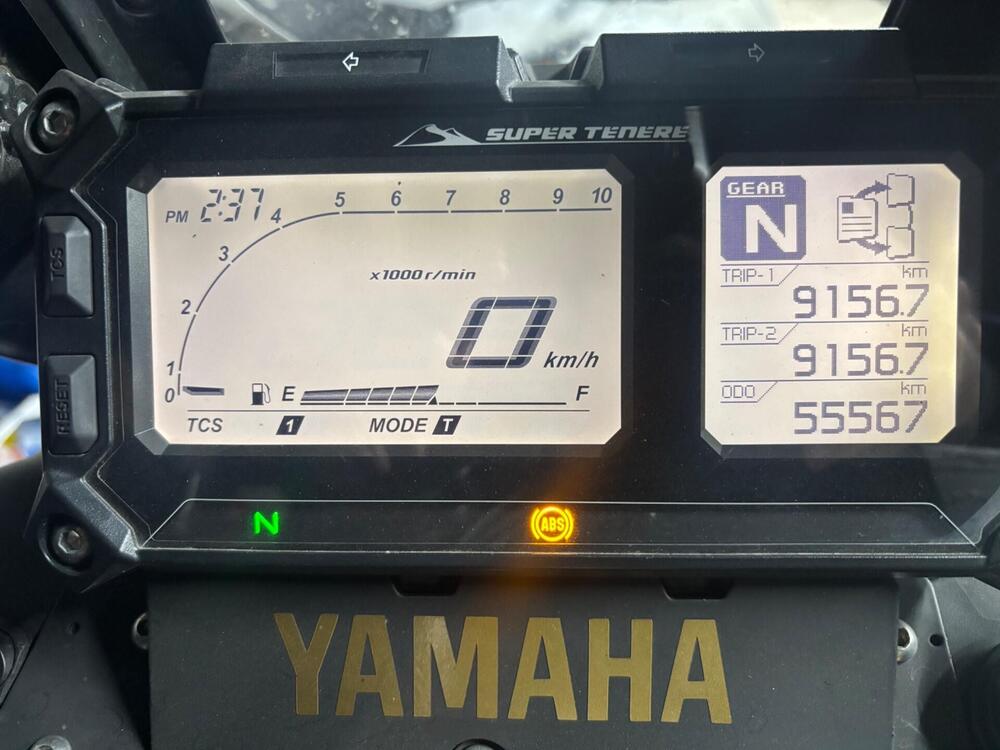 SUPER TENERE
PM 2:37
0 1 2 3 4 5 6 7 8 9 10
x1000 r/min
0 km/h
E F
TCS 1 MODE T
GEAR
N
TRIP-1 km
9156.7
TRIP-2 km
9156.7
ODO km
55567
TCS
RESET
N
ABS
YAMAHA